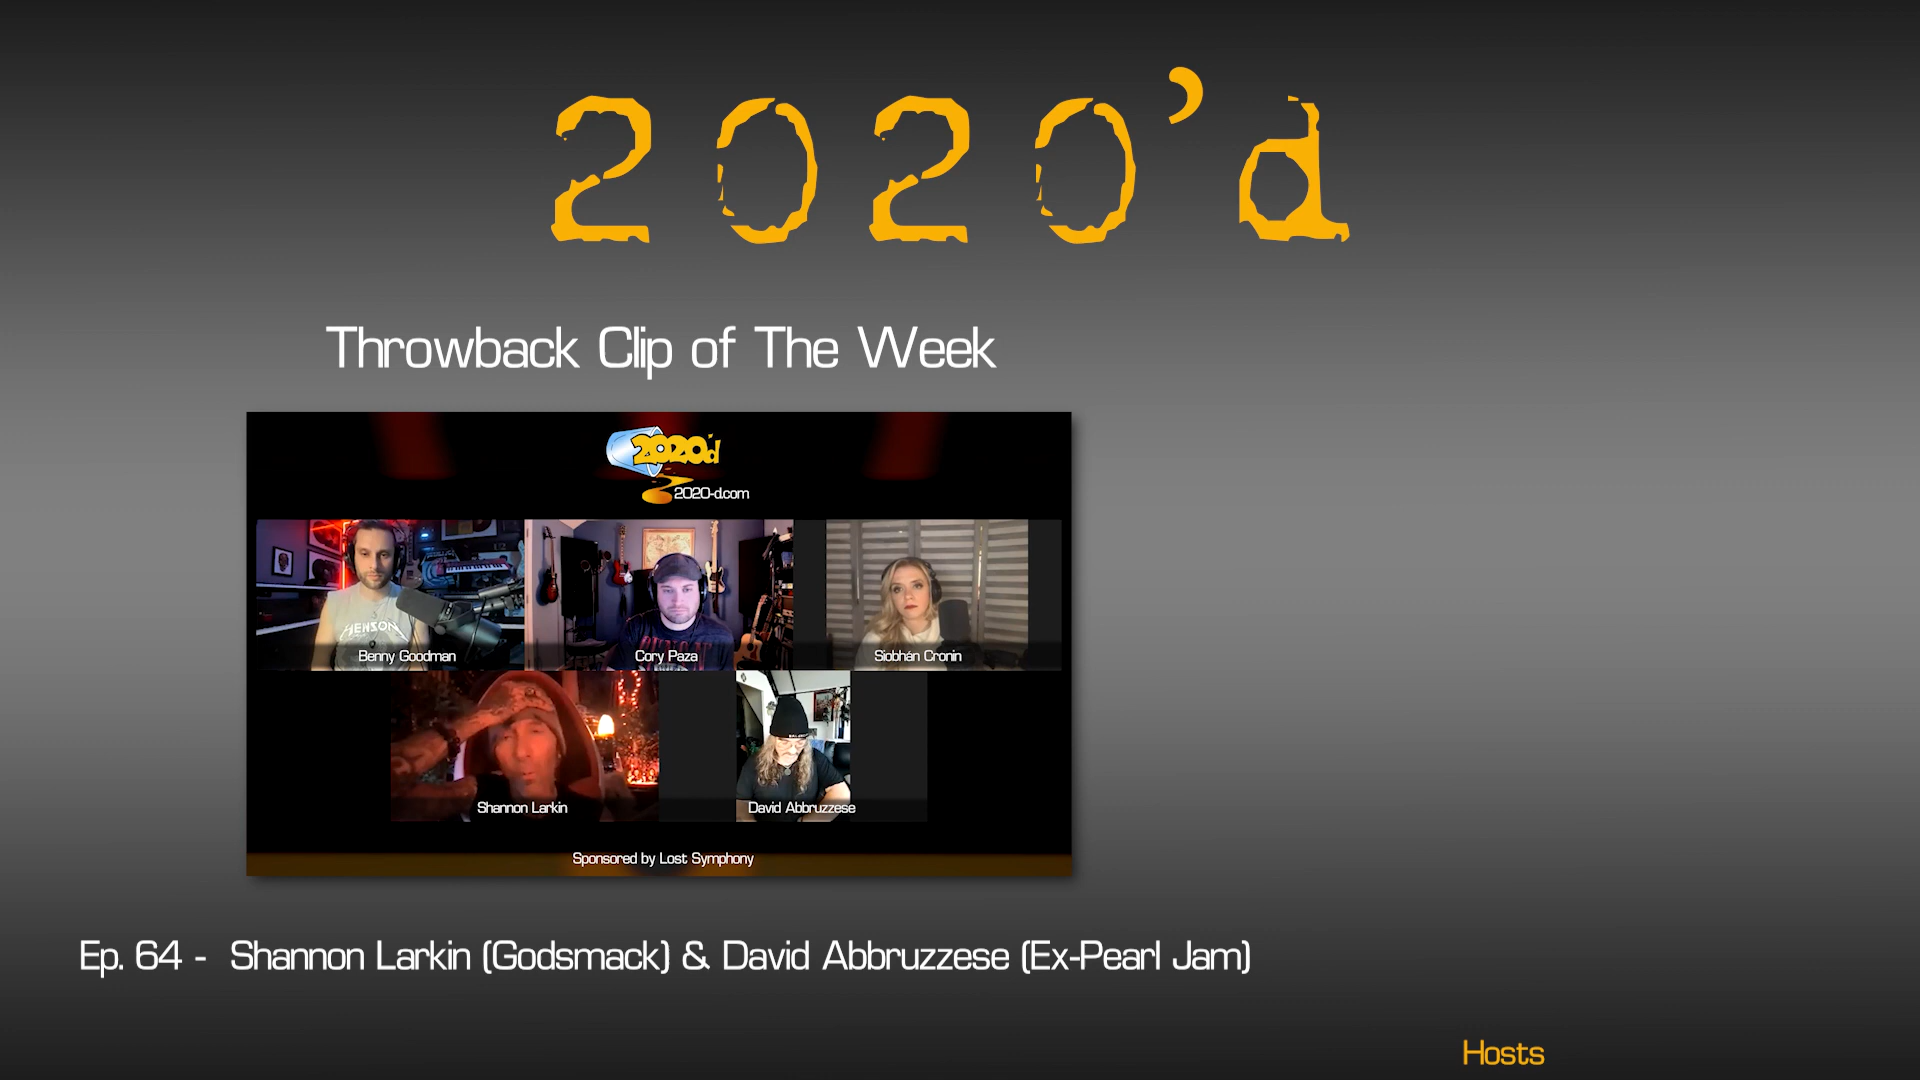 2020'd
Throwback Clip of The Week
2020'd
2020-d.com
HENSON
Benny Goodman
Cory Paza
Siobhán Cronin
Shannon Larkin
David Abbruzzese
Sponsored by Lost Symphony
Ep. 64 - Shannon Larkin (Godsmack) & David Abbruzzese (Ex-Pearl Jam)
Hosts